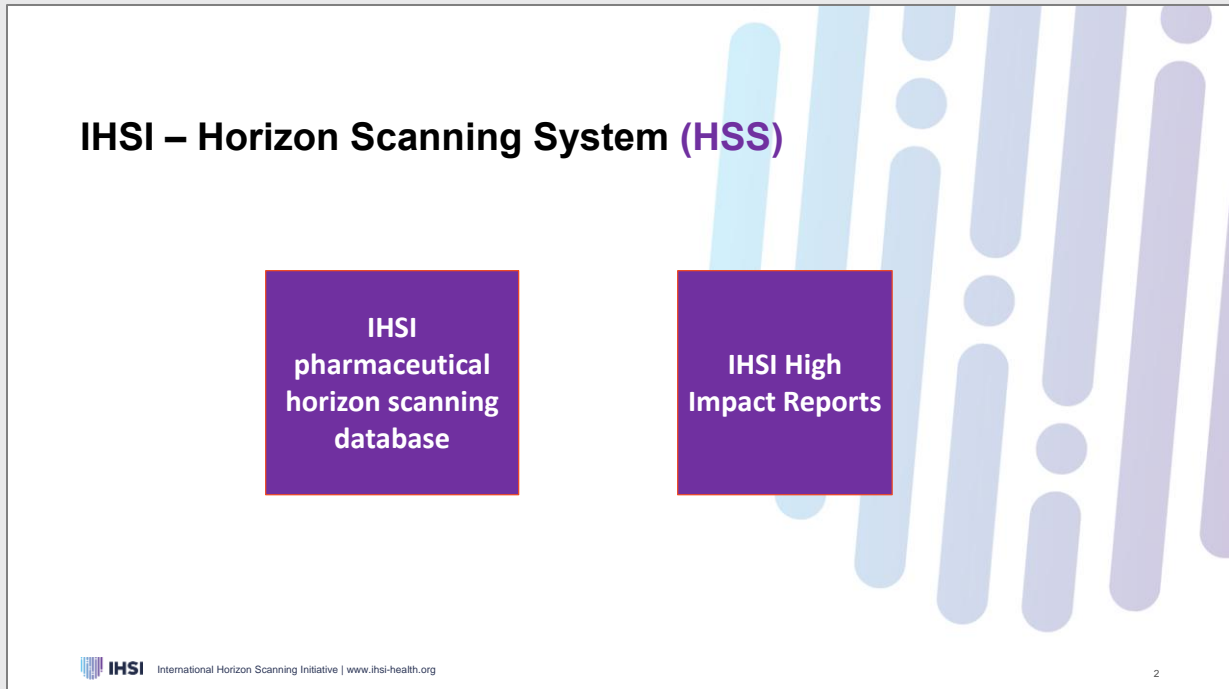 IHSI – Horizon Scanning System (HSS)
IHSI
pharmaceutical
horizon scanning
database
IHSI High
Impact Reports
IHSI International Horizon Scanning Initiative | www.ihsi-health.org
2